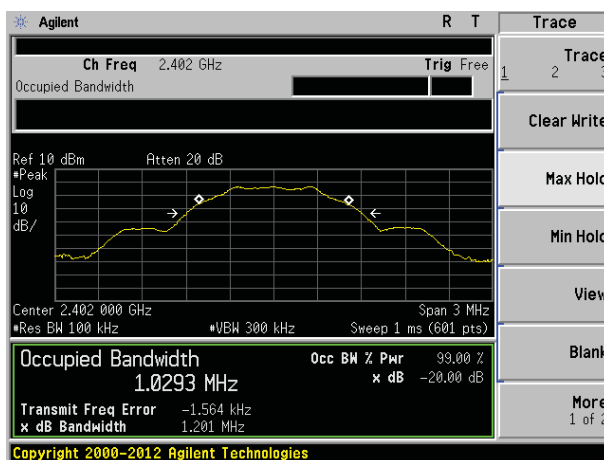 Agilent R T Trace
Ch Freq 2.402 GHz Trig Free
Occupied Bandwidth
Trace
1 2 3
Clear Write
Max Hold
Min Hold
View
Blank
More
1 of 2
Ref 10 dBm Atten 20 dB
#Peak
Log
10
dB/
Center 2.402 000 GHz Span 3 MHz
#Res BW 100 kHz #VBW 300 kHz Sweep 1 ms (601 pts)
Occupied Bandwidth Occ BW % Pwr 99.00 %
1.0293 MHz x dB -20.00 dB
Transmit Freq Error -1.564 kHz
x dB Bandwidth 1.201 MHz
Copyright 2000-2012 Agilent Technologies